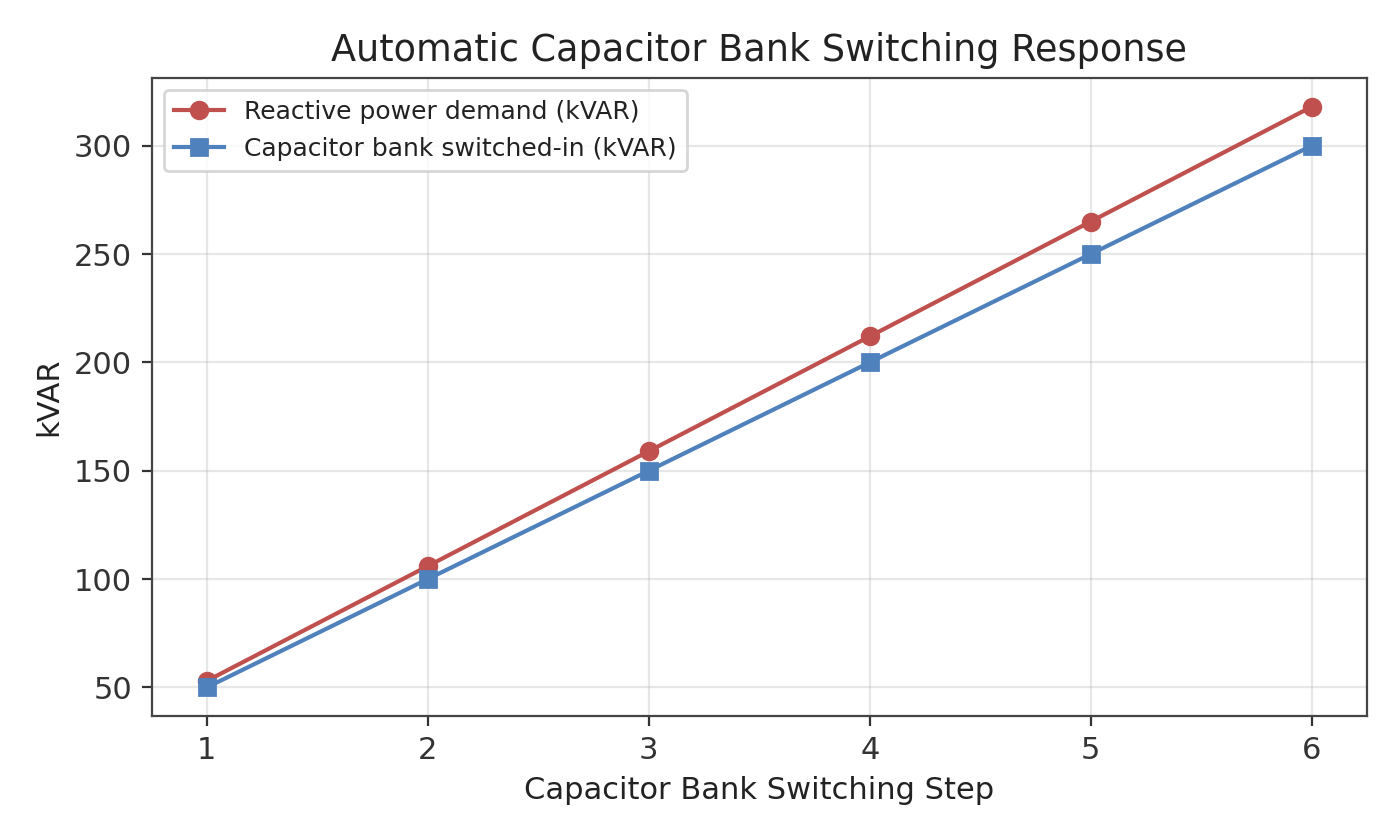 Automatic Capacitor Bank Switching Response
Reactive power demand (kVAR)
Capacitor bank switched-in (kVAR)
kVAR
300
250
200
150
100
50
1 2 3 4 5 6
Capacitor Bank Switching Step